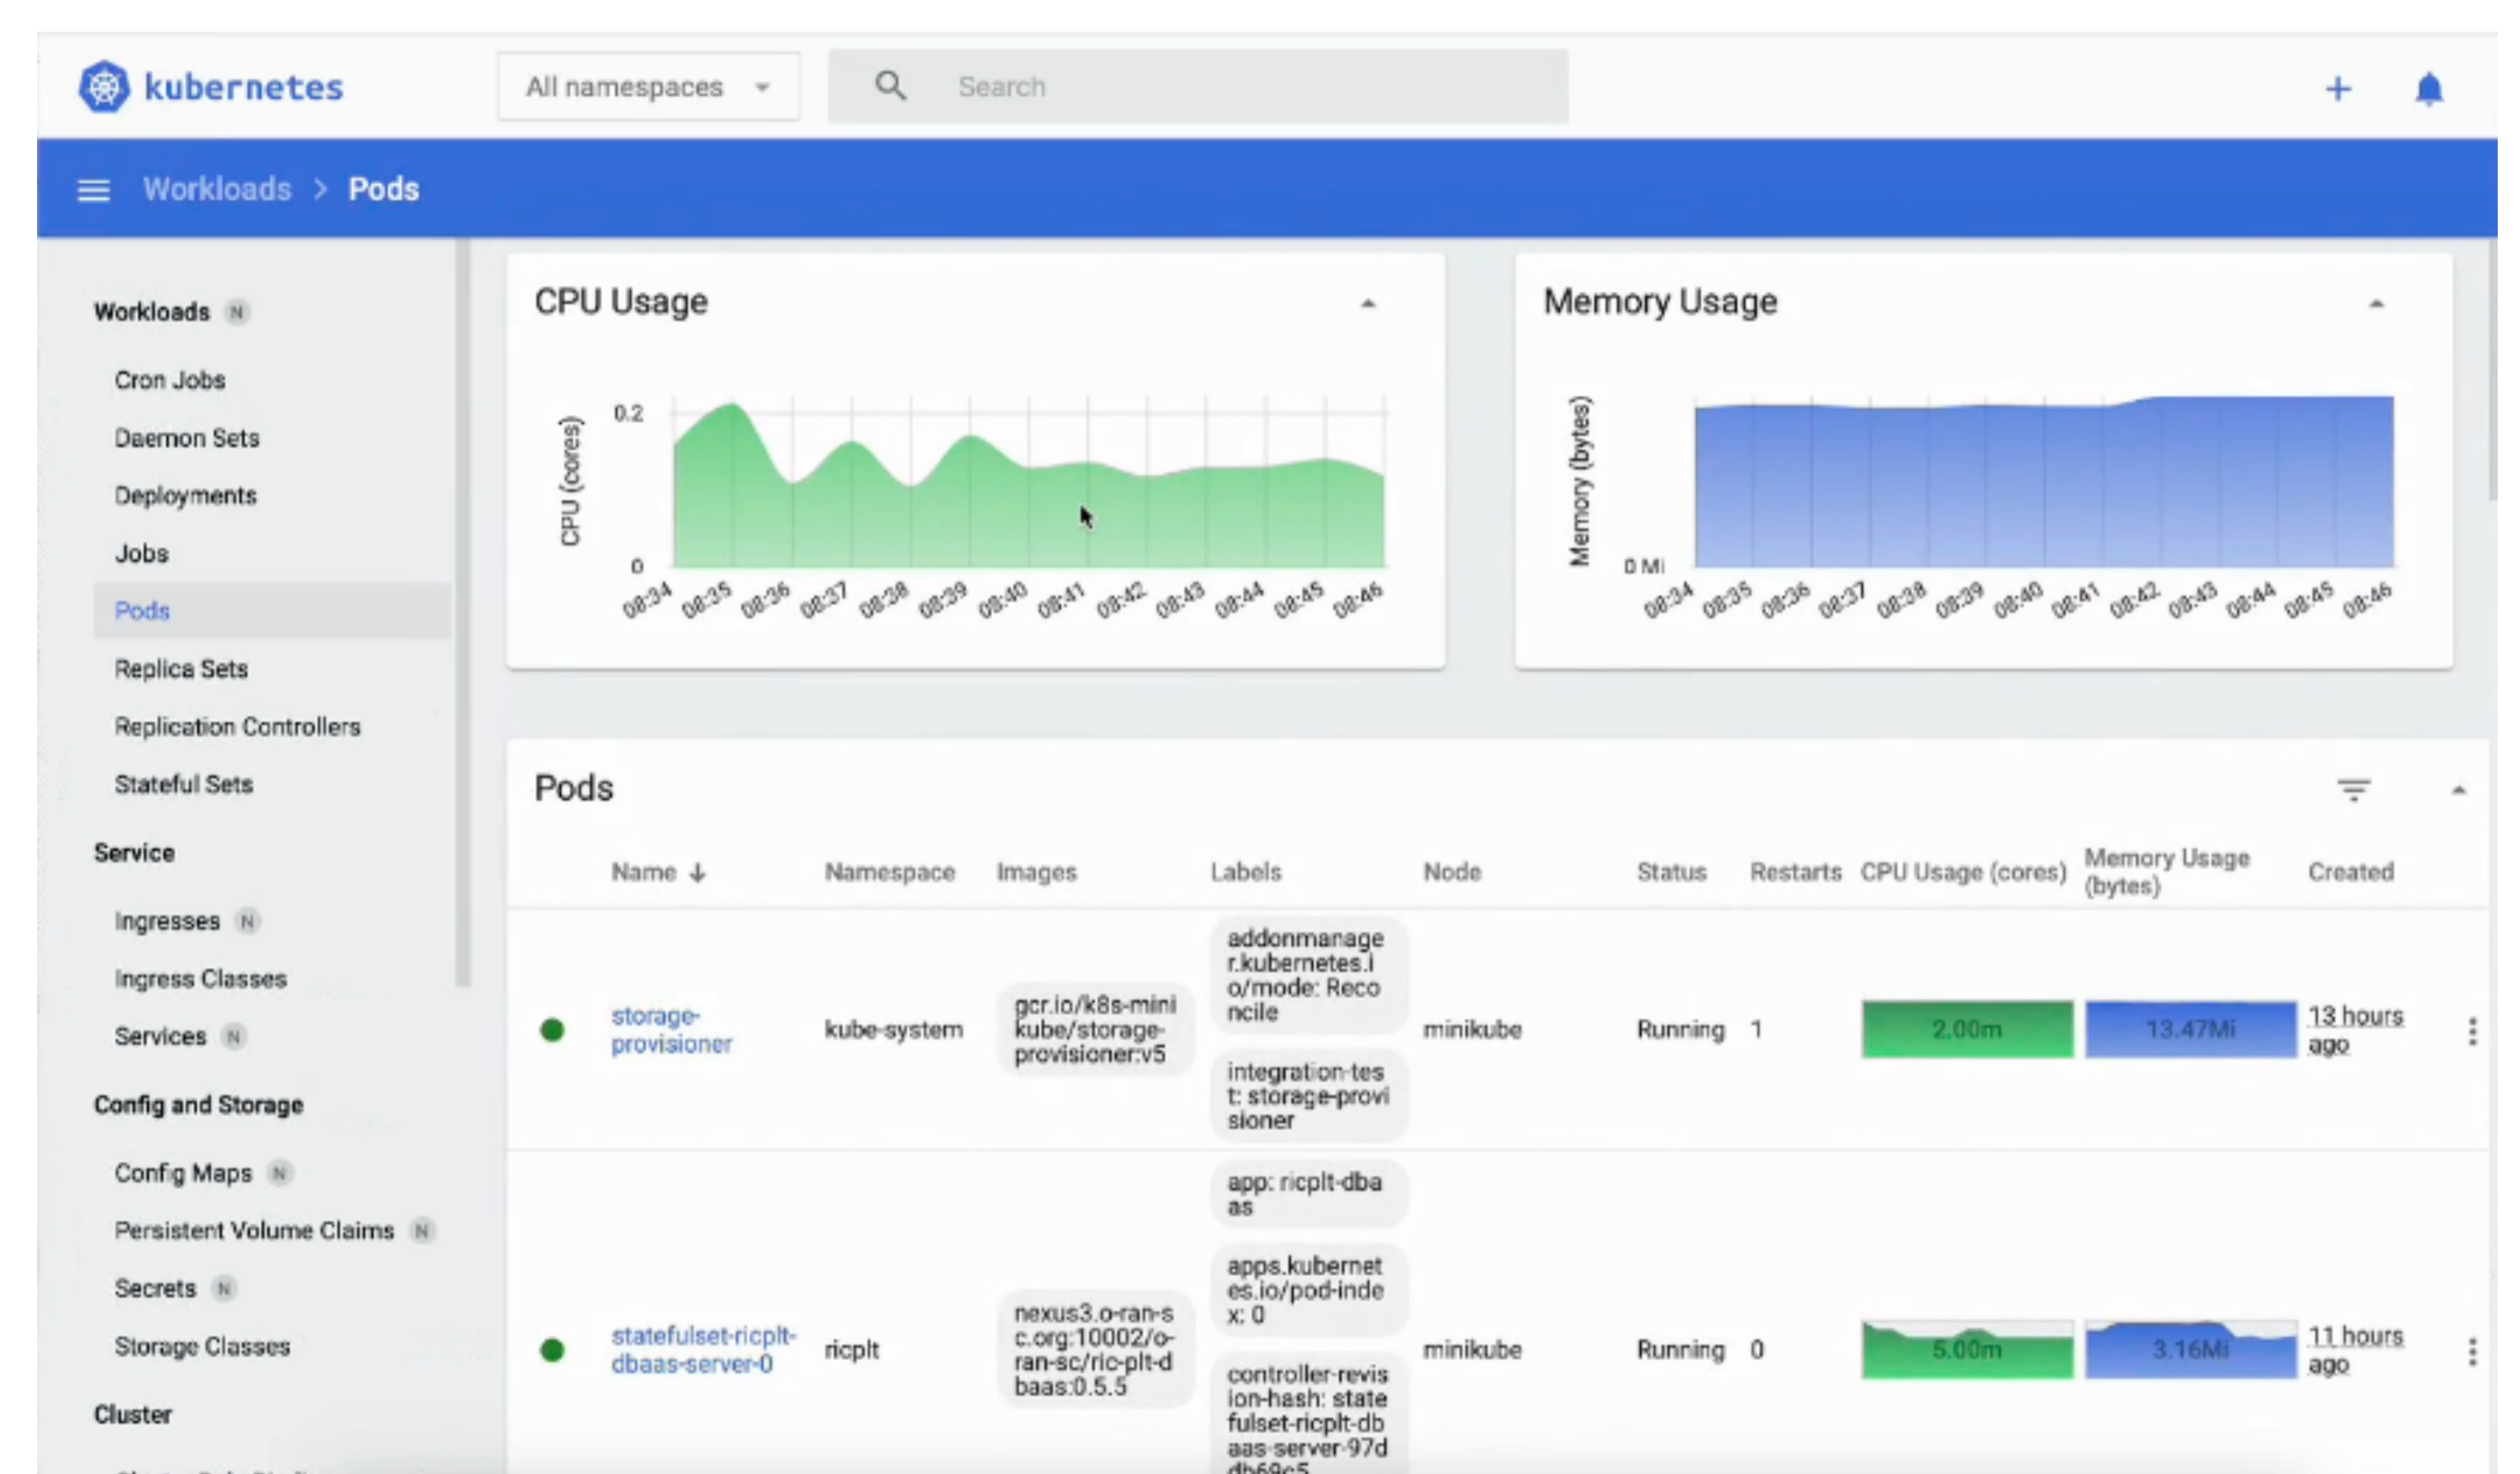 kubernetes
All namespaces
Search
Workloads > Pods
Workloads N
Cron Jobs
Daemon Sets
Deployments
Jobs
Pods
Replica Sets
Replication Controllers
Stateful Sets
Service
Ingresses N
Ingress Classes
Services N
Config and Storage
Config Maps N
Persistent Volume Claims N
Secrets N
Storage Classes
Cluster
CPU Usage
CPU (cores)
0.2
0
08:34 08:35 08:36 08:37 08:38 08:39 08:40 08:41 08:42 08:43 08:44 08:45 08:46
Memory Usage
Memory (bytes)
0 Mi
08:34 08:35 08:36 08:37 08:38 08:39 08:40 08:41 08:42 08:43 08:44 08:45 08:46
Pods
Name Namespace Images Labels Node Status Restarts CPU Usage (cores) Memory Usage
(bytes) Created
storage-
provisioner
kube-system
gcr.io/k8s-mini
kube/storage-
provisioner:v5
addonmanage
r.kubernetes.i
o/mode: Reco
ncile
integration-tes
t: storage-provi
sioner
minikube
Running
1
2.00m
13.47Mi
13 hours
ago
statefulset-ricplt-
dbaas-server-0
ricplt
nexus3.o-ran-s
c.org:10002/o-
ran-sc/ric-plt-d
baas:0.5.5
app: ricplt-dba
as
apps.kubernet
es.io/pod-inde
x: 0
controller-revis
ion-hash: state
fulset-ricplt-db
aas-server-97d
db69c5
minikube
Running
0
5.00m
3.16Mi
11 hours
ago